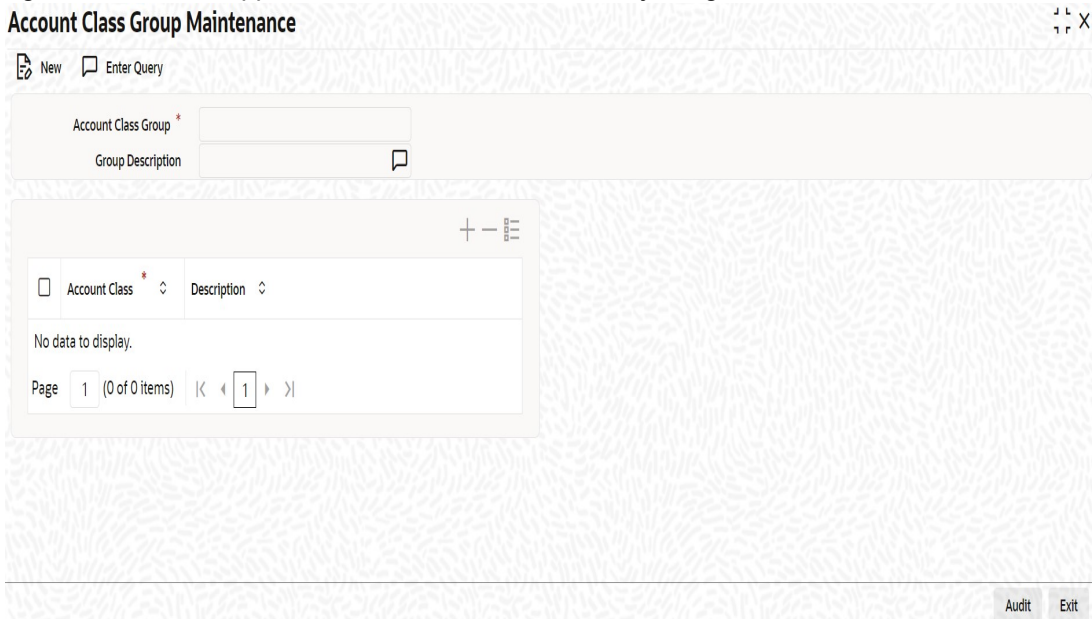 Account Class Group Maintenance
New Enter Query
Account Class Group *
Group Description
Account Class * Description
No data to display.
Page 1 (0 of 0 items) 1
Audit Exit